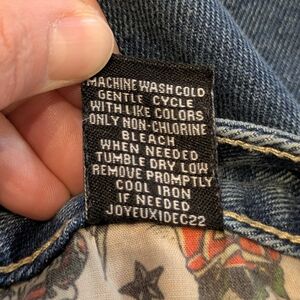 MACHINE WASH COLD
GENTLE CYCLE
WITH LIKE COLORS
ONLY NON-CHLORINE
BLEACH
WHEN NEEDED
TUMBLE DRY LOW
REMOVE PROMPTLY
COOL IRON
IF NEEDED
JOYEUX1DEC22